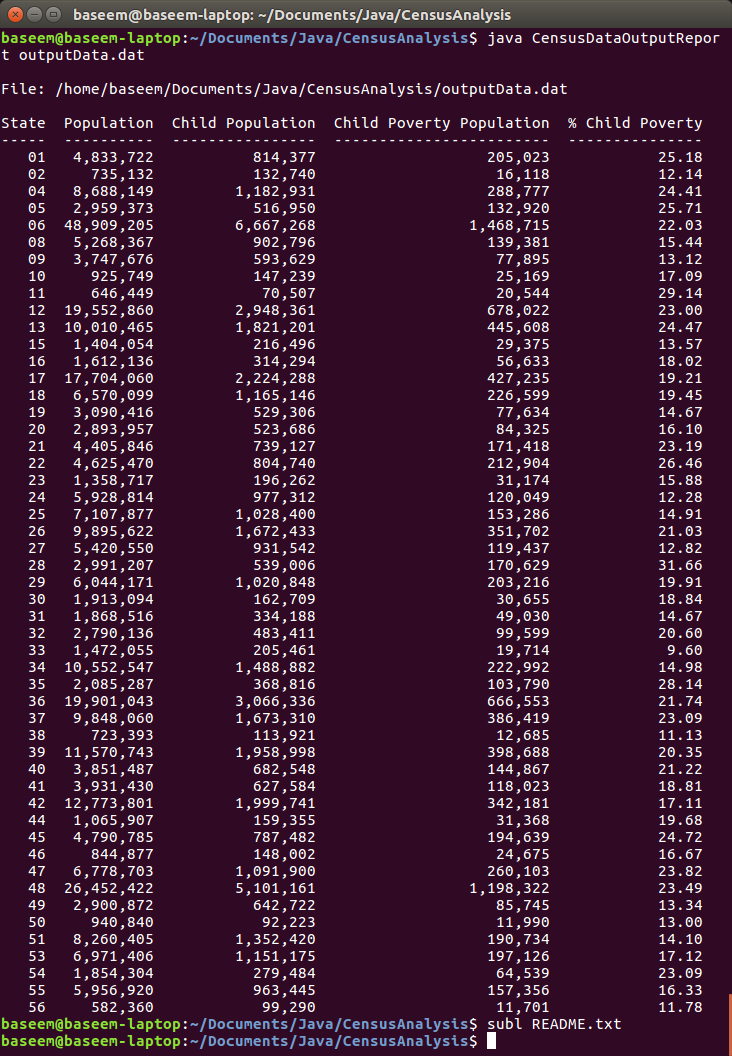 baseem@baseem-laptop: ~/Documents/Java/CensusAnalysis
baseem@baseem-laptop:~/Documents/Java/CensusAnalysis$ java CensusDataOutputRepor
t outputData.dat
File: /home/baseem/Documents/Java/CensusAnalysis/outputData.dat
State  Population  Child Population  Child Poverty Population  % Child Poverty
-----  ----------  ----------------  ------------------------  ---------------
01 4,833,722 814,377 205,023 25.18
02 735,132 132,740 16,118 12.14
04 8,688,149 1,182,931 288,777 24.41
05 2,959,373 516,950 132,920 25.71
06 48,909,205 6,667,268 1,468,715 22.03
08 5,268,367 902,796 139,381 15.44
09 3,747,676 593,629 77,895 13.12
10 925,749 147,239 25,169 17.09
11 646,449 70,507 20,544 29.14
12 19,552,860 2,948,361 678,022 23.00
13 10,010,465 1,821,201 445,608 24.47
15 1,404,054 216,496 29,375 13.57
16 1,612,136 314,294 56,633 18.02
17 17,704,060 2,224,288 427,235 19.21
18 6,570,099 1,165,146 226,599 19.45
19 3,090,416 529,306 77,634 14.67
20 2,893,957 523,686 84,325 16.10
21 4,405,846 739,127 171,418 23.19
22 4,625,470 804,740 212,904 26.46
23 1,358,717 196,262 31,174 15.88
24 5,928,814 977,312 120,049 12.28
25 7,107,877 1,028,400 153,286 14.91
26 9,895,622 1,672,433 351,702 21.03
27 5,420,550 931,542 119,437 12.82
28 2,991,207 539,006 170,629 31.66
29 6,044,171 1,020,848 203,216 19.91
30 1,913,094 162,709 30,655 18.84
31 1,868,516 334,188 49,030 14.67
32 2,790,136 483,411 99,599 20.60
33 1,472,055 205,461 19,714 9.60
34 10,552,547 1,488,882 222,992 14.98
35 2,085,287 368,816 103,790 28.14
36 19,901,043 3,066,336 666,553 21.74
37 9,848,060 1,673,310 386,419 23.09
38 723,393 113,921 12,685 11.13
39 11,570,743 1,958,998 398,688 20.35
40 3,851,487 682,548 144,867 21.22
41 3,931,430 627,584 118,023 18.81
42 12,773,801 1,999,741 342,181 17.11
44 1,065,907 159,355 31,368 19.68
45 4,790,785 787,482 194,639 24.72
46 844,877 148,002 24,675 16.67
47 6,778,703 1,091,900 260,103 23.82
48 26,452,422 5,101,161 1,198,322 23.49
49 2,900,872 642,722 85,745 13.34
50 940,840 92,223 11,990 13.00
51 8,260,405 1,352,420 190,734 14.10
53 6,971,406 1,151,175 197,126 17.12
54 1,854,304 279,484 64,539 23.09
55 5,956,920 963,445 157,356 16.33
56 582,360 99,290 11,701 11.78
baseem@baseem-laptop:~/Documents/Java/CensusAnalysis$ subl README.txt
baseem@baseem-laptop:~/Documents/Java/CensusAnalysis$